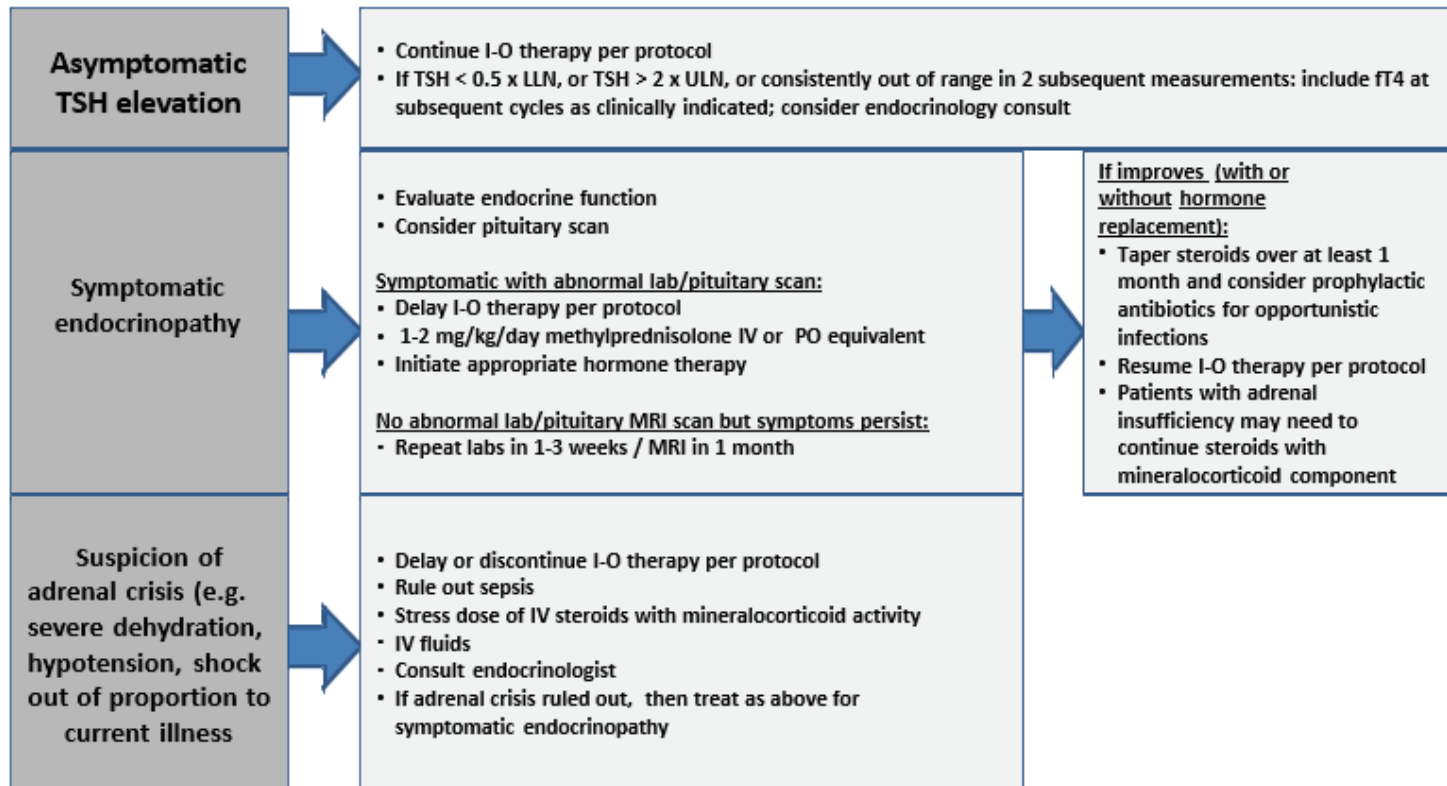 Asymptomatic
TSH elevation
• Continue I-O therapy per protocol
• If TSH < 0.5 x LLN, or TSH > 2 x ULN, or consistently out of range in 2 subsequent measurements: include fT4 at
subsequent cycles as clinically indicated; consider endocrinology consult
Symptomatic
endocrinopathy
• Evaluate endocrine function
• Consider pituitary scan
Symptomatic with abnormal lab/pituitary scan:
• Delay I-O therapy per protocol
• 1-2 mg/kg/day methylprednisolone IV or PO equivalent
• Initiate appropriate hormone therapy
No abnormal lab/pituitary MRI scan but symptoms persist:
• Repeat labs in 1-3 weeks / MRI in 1 month
If improves (with or
without hormone
replacement):
• Taper steroids over at least 1
month and consider prophylactic
antibiotics for opportunistic
infections
• Resume I-O therapy per protocol
• Patients with adrenal
insufficiency may need to
continue steroids with
mineralocorticoid component
Suspicion of
adrenal crisis (e.g.
severe dehydration,
hypotension, shock
out of proportion to
current illness
• Delay or discontinue I-O therapy per protocol
• Rule out sepsis
• Stress dose of IV steroids with mineralocorticoid activity
• IV fluids
• Consult endocrinologist
• If adrenal crisis ruled out, then treat as above for
symptomatic endocrinopathy